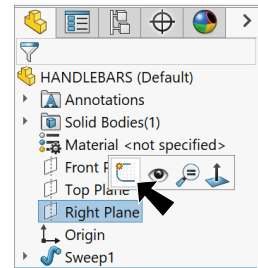 HANDLEBARS (Default)
Annotations
Solid Bodies(1)
Material <not specified>
Front P
Top Plane
Right Plane
Origin
Sweep1